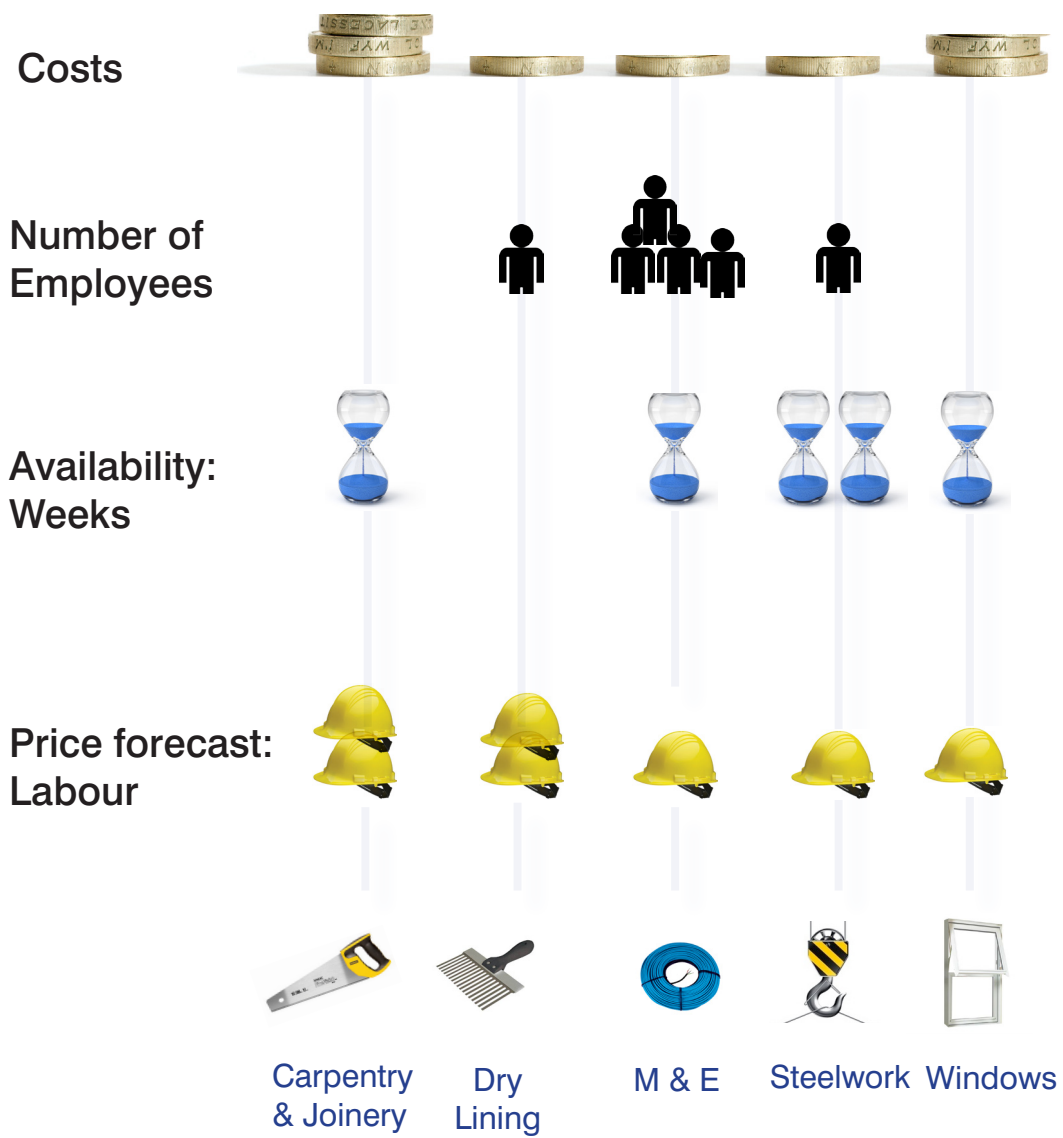 Costs
Number of
Employees
Availability:
Weeks
Price forecast:
Labour
Carpentry
& Joinery
Dry
Lining
M & E
Steelwork
Windows